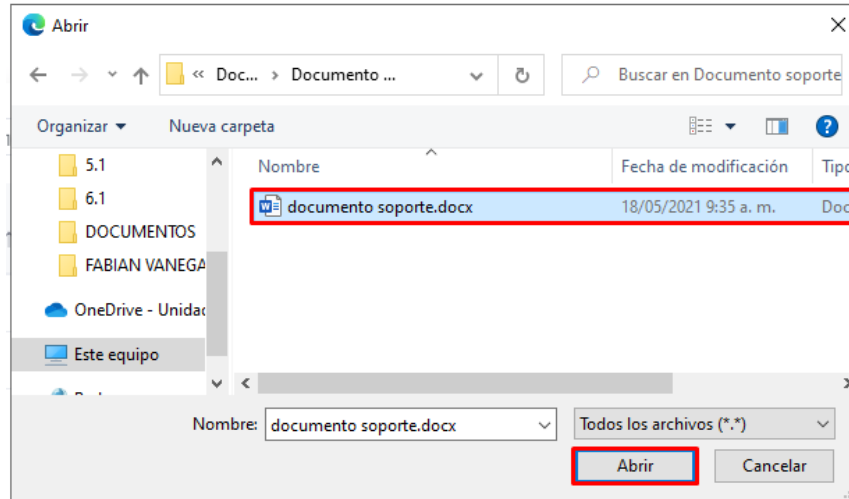 Abrir
« Doc... › Documento ...
Buscar en Documento soporte
Organizar
Nueva carpeta
Nombre
Fecha de modificación
Tipo
5.1
6.1
DOCUMENTOS
FABIAN VANEGA
OneDrive - Unidad
Este equipo
documento soporte.docx
18/05/2021 9:35 a. m.
Doc
Nombre:
documento soporte.docx
Todos los archivos (*.*)
Abrir
Cancelar